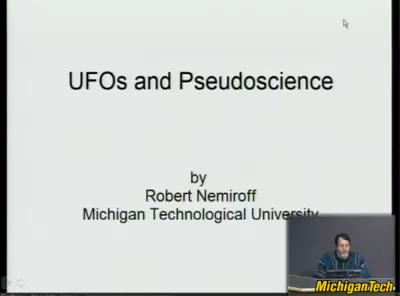 UFOs and Pseudoscience
by
Robert Nemiroff
Michigan Technological University
MichiganTech